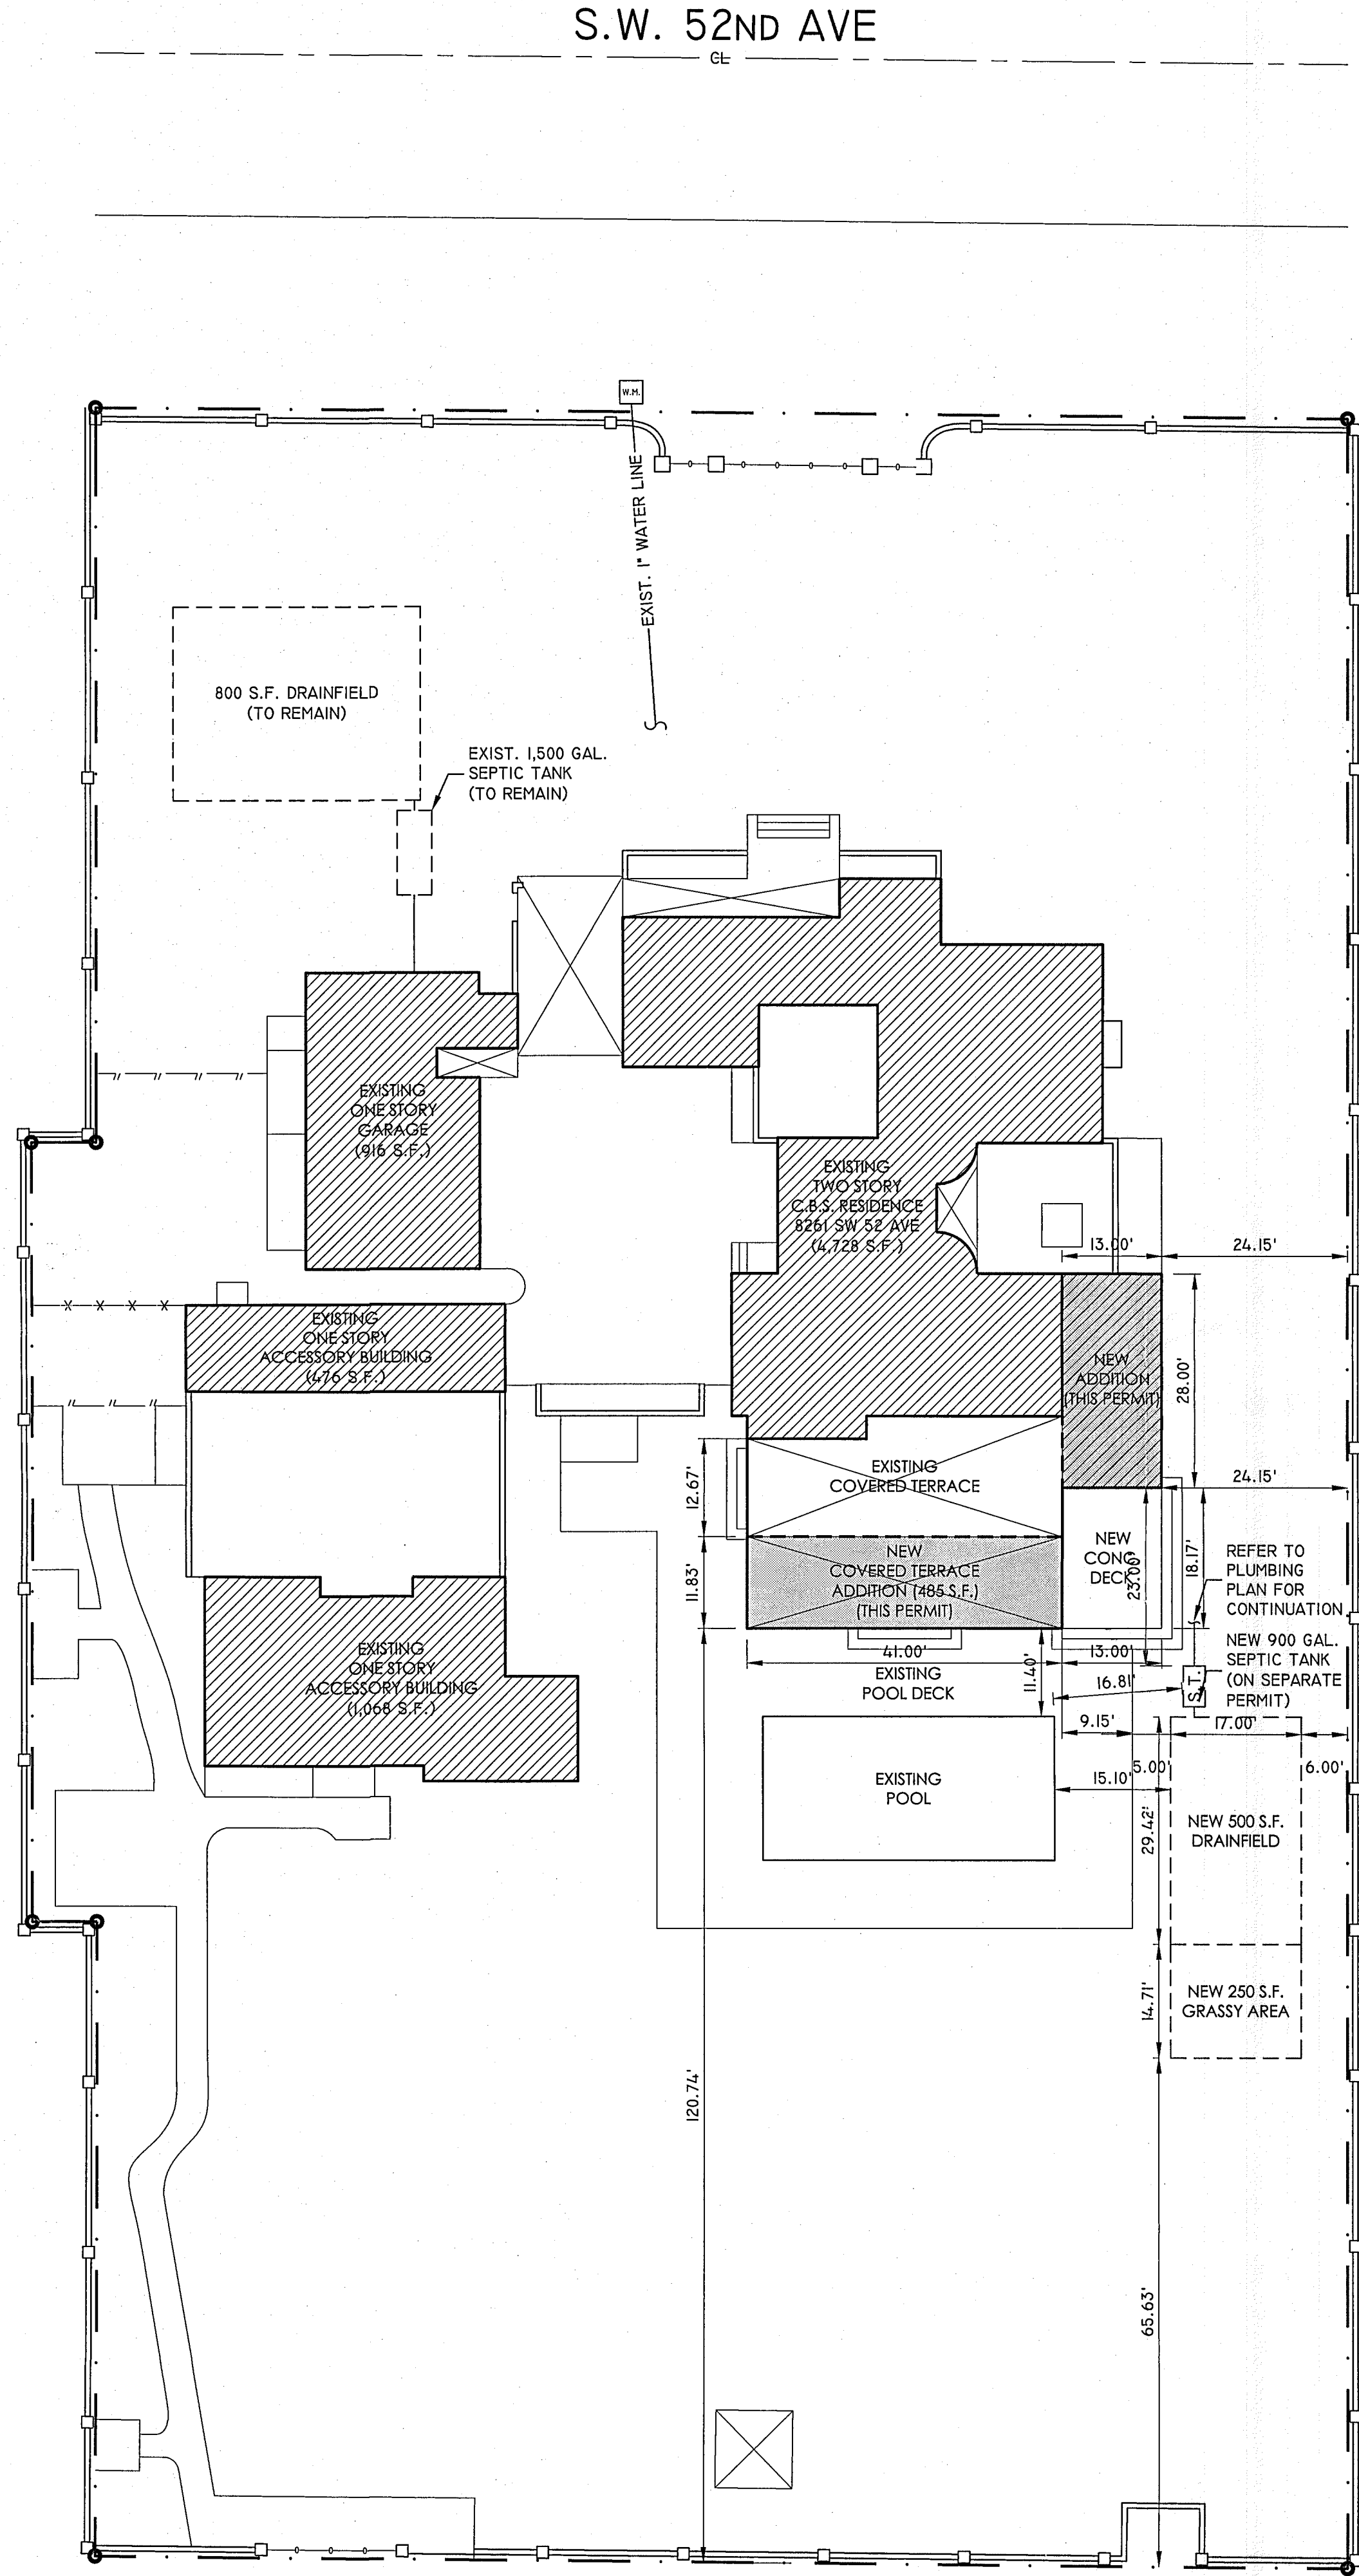 S.W. 52ND AVE
CL
W.M.
EXIST. 1" WATER LINE
800 S.F. DRAINFIELD
(TO REMAIN)
EXIST. 1,500 GAL.
SEPTIC TANK
(TO REMAIN)
EXISTING
ONE STORY
GARAGE
(916 S.F.)
EXISTING
TWO STORY
C.B.S. RESIDENCE
8261 SW 52 AVE
(4,728 S.F.)
13.00'
24.15'
EXISTING
ONE STORY
ACCESSORY BUILDING
(476 S.F.)
NEW
ADDITION
(THIS PERMIT)
28.00'
EXISTING
COVERED TERRACE
12.67'
24.15'
NEW
COVERED TERRACE
ADDITION (485 S.F.)
(THIS PERMIT)
11.83'
NEW
CONC
DECK
23.00'
18.17'
REFER TO
PLUMBING
PLAN FOR
CONTINUATION
NEW 900 GAL.
SEPTIC TANK
(ON SEPARATE
PERMIT)
S.T.
EXISTING
ONE STORY
ACCESSORY BUILDING
(1,068 S.F.)
41.00'
13.00'
EXISTING
POOL DECK
11.40'
16.81'
9.15'
17.00'
5.00'
6.00'
15.10'
EXISTING
POOL
29.42'
NEW 500 S.F.
DRAINFIELD
14.71'
NEW 250 S.F.
GRASSY AREA
120.74'
65.63'